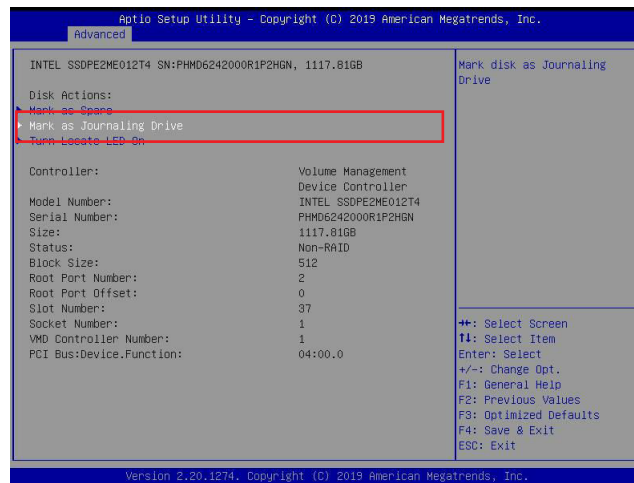 Aptio Setup Utility – Copyright (C) 2019 American Megatrends, Inc.
Advanced
INTEL SSDPE2ME012T4 SN:PHMD6242000R1P2HGN, 1117.81GB
Mark disk as Journaling
Drive
Disk Actions:
Mark as Spare
Mark as Journaling Drive
Turn Locate LED On
Controller: Volume Management
Device Controller
Model Number: INTEL SSDPE2ME012T4
Serial Number: PHMD6242000R1P2HGN
Size: 1117.81GB
Status: Non-RAID
Block Size: 512
Root Port Number: 2
Root Port Offset: 0
Slot Number: 37
Socket Number: 1
VMD Controller Number: 1
PCI Bus:Device.Function: 04:00.0
→←: Select Screen
↑↓: Select Item
Enter: Select
+/-: Change Opt.
F1: General Help
F2: Previous Values
F3: Optimized Defaults
F4: Save & Exit
ESC: Exit
Version 2.20.1274. Copyright (C) 2019 American Megatrends, Inc.